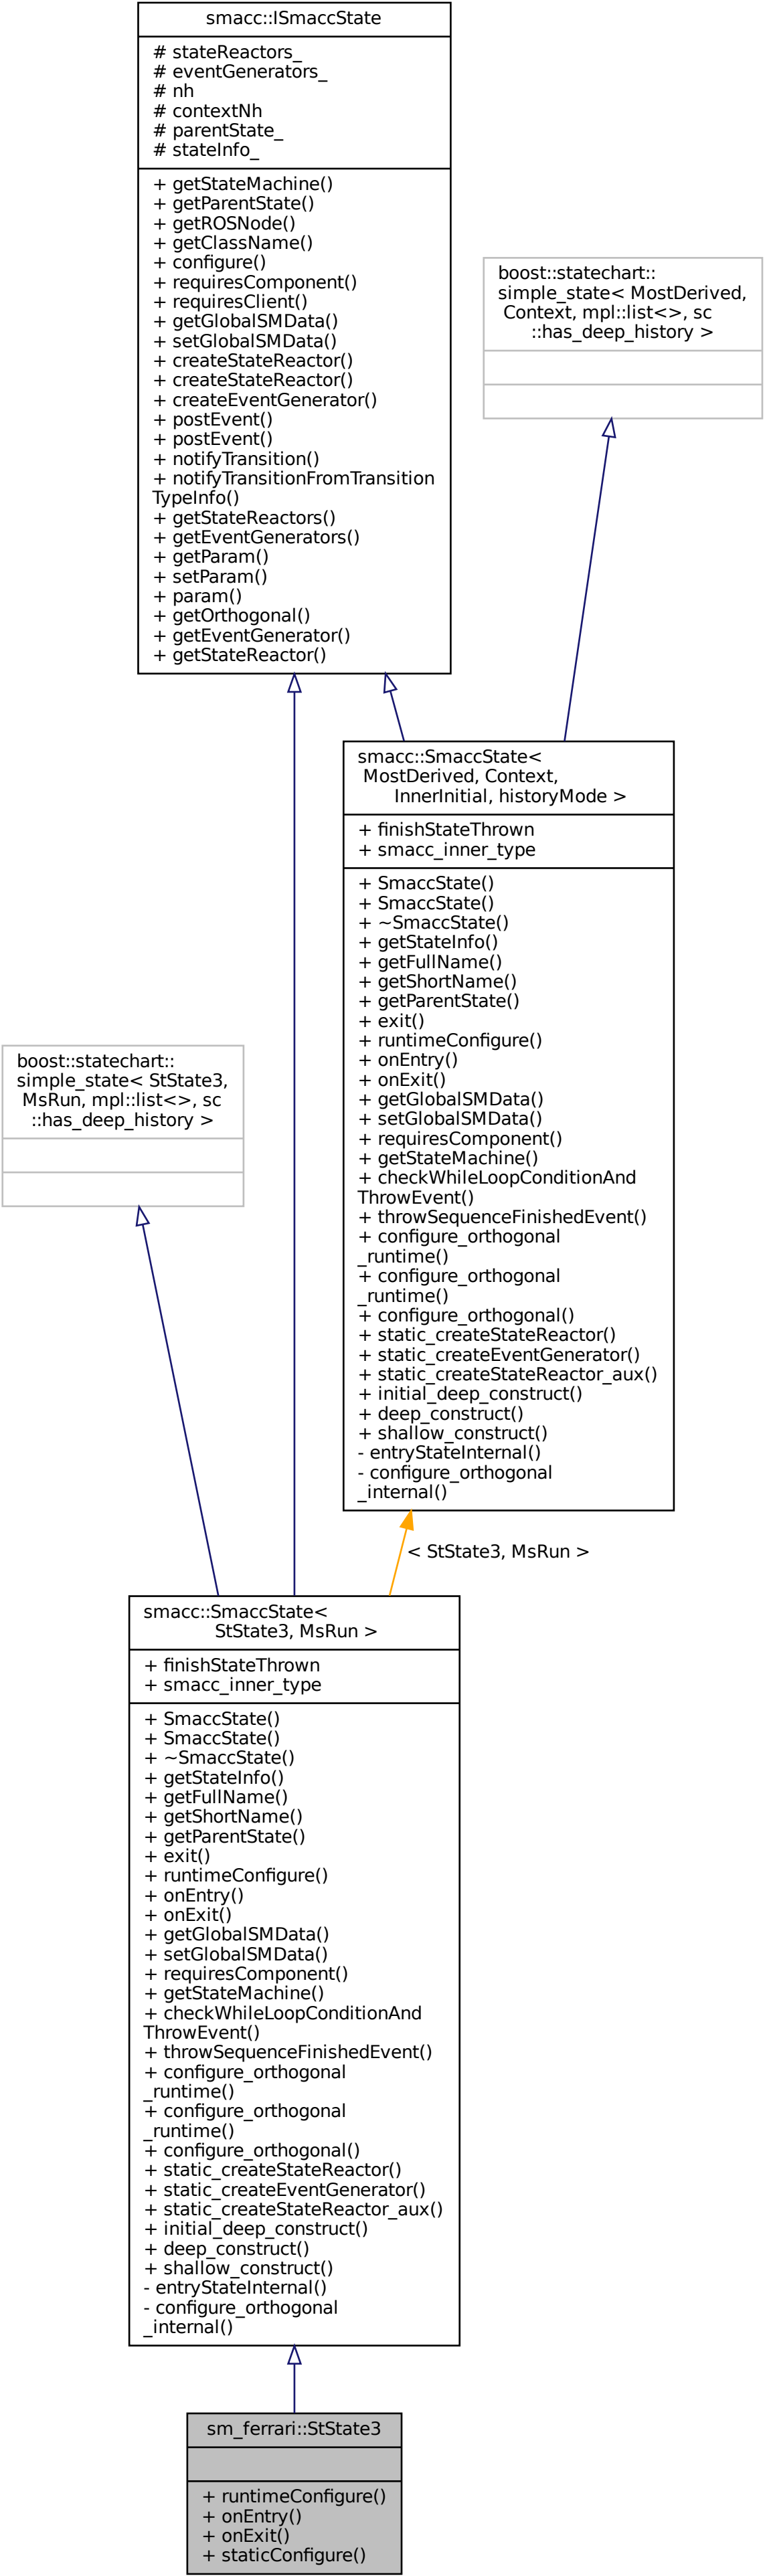 smacc::ISmaccState
# stateReactors_
# eventGenerators_
# nh
# contextNh
# parentState_
# stateInfo_
+ getStateMachine()
+ getParentState()
+ getROSNode()
+ getClassName()
+ configure()
+ requiresComponent()
+ requiresClient()
+ getGlobalSMData()
+ setGlobalSMData()
+ createStateReactor()
+ createStateReactor()
+ createEventGenerator()
+ postEvent()
+ postEvent()
+ notifyTransition()
+ notifyTransitionFromTransition
TypeInfo()
+ getStateReactors()
+ getEventGenerators()
+ getParam()
+ setParam()
+ param()
+ getOrthogonal()
+ getEventGenerator()
+ getStateReactor()
boost::statechart::
simple_state< MostDerived,
Context, mpl::list<>, sc
::has_deep_history >
smacc::SmaccState<
MostDerived, Context,
InnerInitial, historyMode >
+ finishStateThrown
+ smacc_inner_type
+ SmaccState()
+ SmaccState()
+ ~SmaccState()
+ getStateInfo()
+ getFullName()
+ getShortName()
+ getParentState()
+ exit()
+ runtimeConfigure()
+ onEntry()
+ onExit()
+ getGlobalSMData()
+ setGlobalSMData()
+ requiresComponent()
+ getStateMachine()
+ checkWhileLoopConditionAnd
ThrowEvent()
+ throwSequenceFinishedEvent()
+ configure_orthogonal
_runtime()
+ configure_orthogonal
_runtime()
+ configure_orthogonal()
+ static_createStateReactor()
+ static_createEventGenerator()
+ static_createStateReactor_aux()
+ initial_deep_construct()
+ deep_construct()
+ shallow_construct()
- entryStateInternal()
- configure_orthogonal
_internal()
boost::statechart::
simple_state< StState3,
MsRun, mpl::list<>, sc
::has_deep_history >
< StState3, MsRun >
smacc::SmaccState<
StState3, MsRun >
+ finishStateThrown
+ smacc_inner_type
+ SmaccState()
+ SmaccState()
+ ~SmaccState()
+ getStateInfo()
+ getFullName()
+ getShortName()
+ getParentState()
+ exit()
+ runtimeConfigure()
+ onEntry()
+ onExit()
+ getGlobalSMData()
+ setGlobalSMData()
+ requiresComponent()
+ getStateMachine()
+ checkWhileLoopConditionAnd
ThrowEvent()
+ throwSequenceFinishedEvent()
+ configure_orthogonal
_runtime()
+ configure_orthogonal
_runtime()
+ configure_orthogonal()
+ static_createStateReactor()
+ static_createEventGenerator()
+ static_createStateReactor_aux()
+ initial_deep_construct()
+ deep_construct()
+ shallow_construct()
- entryStateInternal()
- configure_orthogonal
_internal()
sm_ferrari::StState3
+ runtimeConfigure()
+ onEntry()
+ onExit()
+ staticConfigure()